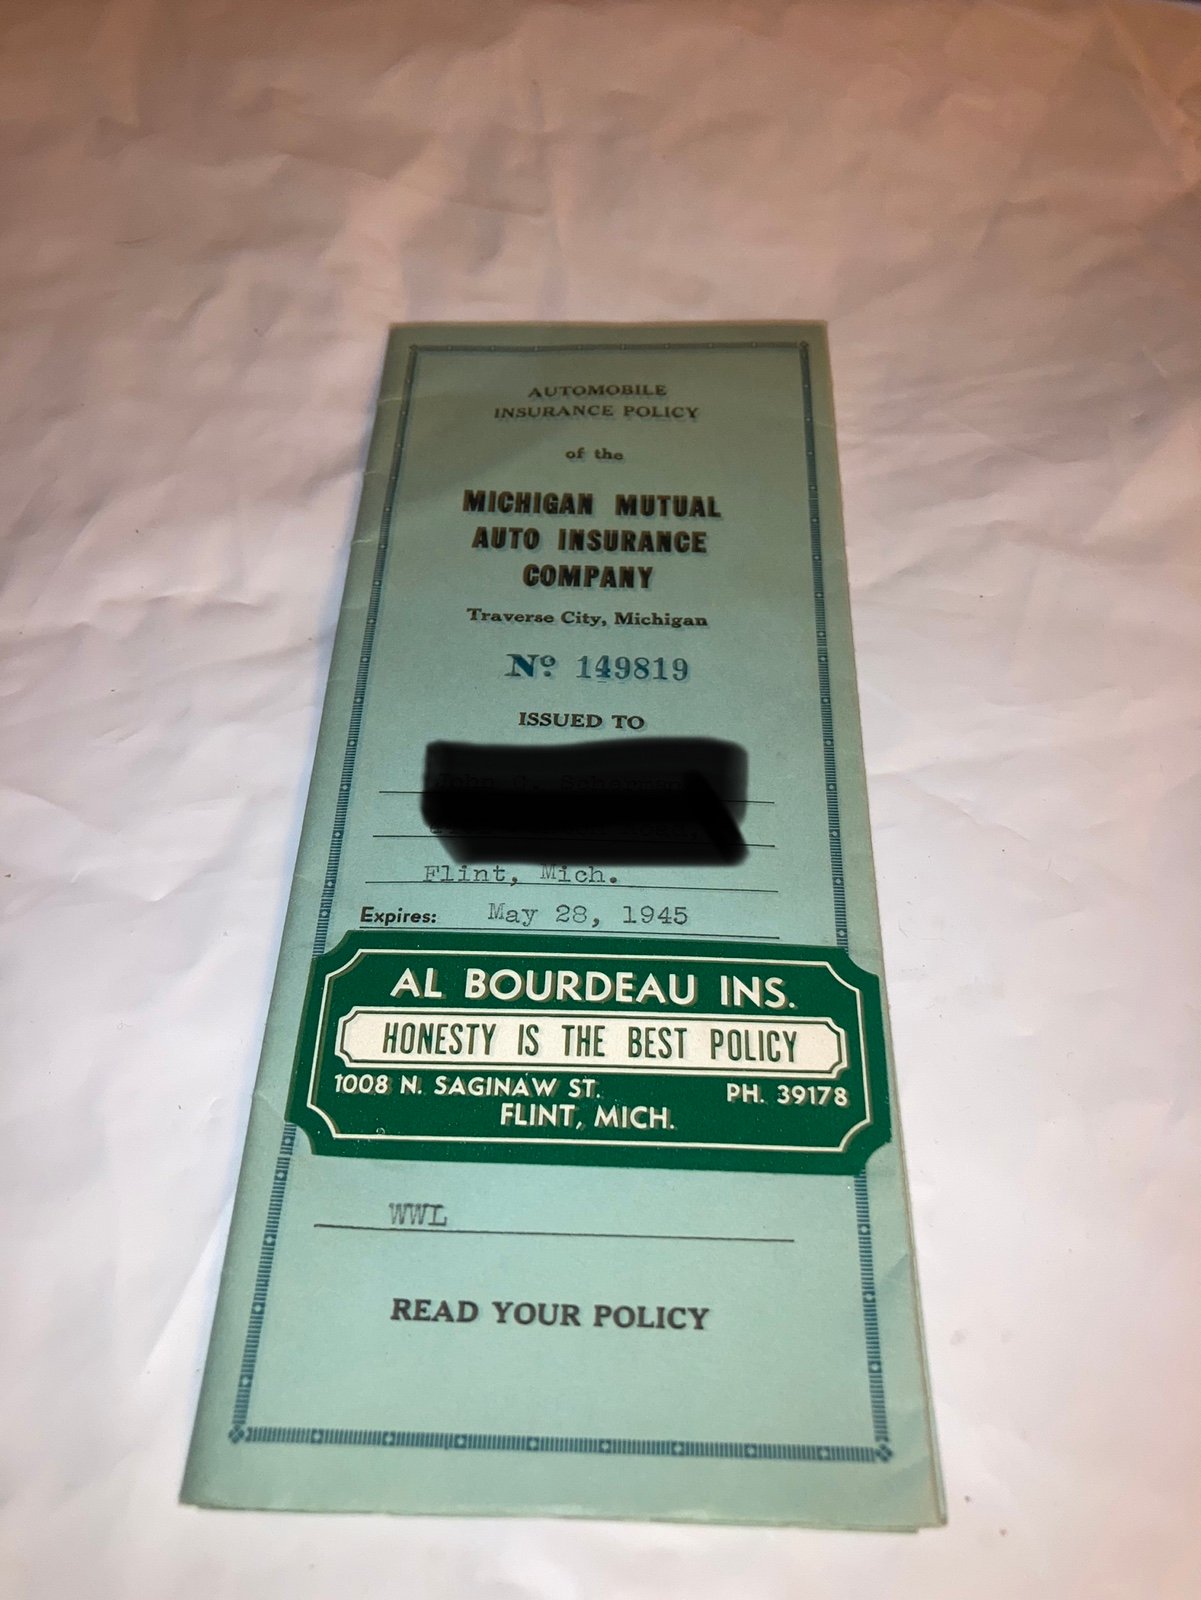 AUTOMOBILE
INSURANCE POLICY
of the
MICHIGAN MUTUAL
AUTO INSURANCE
COMPANY
Traverse City, Michigan
Nº 149819
ISSUED TO
Flint, Mich.
Expires: May 28, 1945
AL BOURDEAU INS.
HONESTY IS THE BEST POLICY
1008 N. SAGINAW ST. PH. 39178
FLINT, MICH.
WWL
READ YOUR POLICY